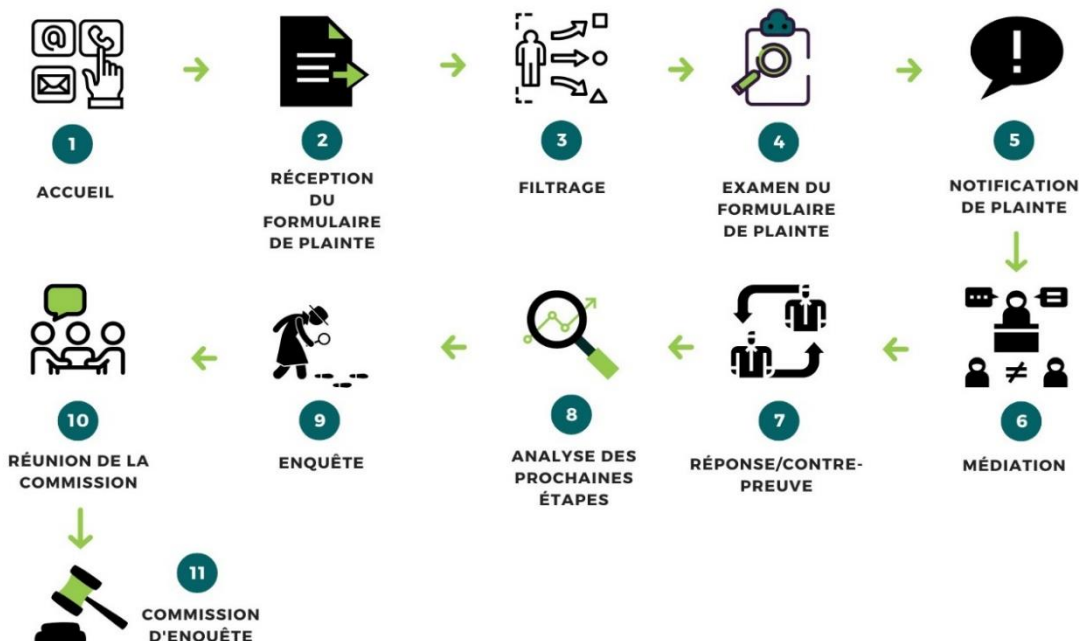 1
ACCUEIL
2
RÉCEPTION
DU
FORMULAIRE
DE PLAINTE
3
FILTRAGE
4
EXAMEN DU
FORMULAIRE
DE PLAINTE
5
NOTIFICATION
DE PLAINTE
6
MÉDIATION
7
RÉPONSE/CONTRE-
PREUVE
8
ANALYSE DES
PROCHAINES
ÉTAPES
9
ENQUÊTE
10
RÉUNION DE LA
COMMISSION
11
COMMISSION
D'ENQUÊTE